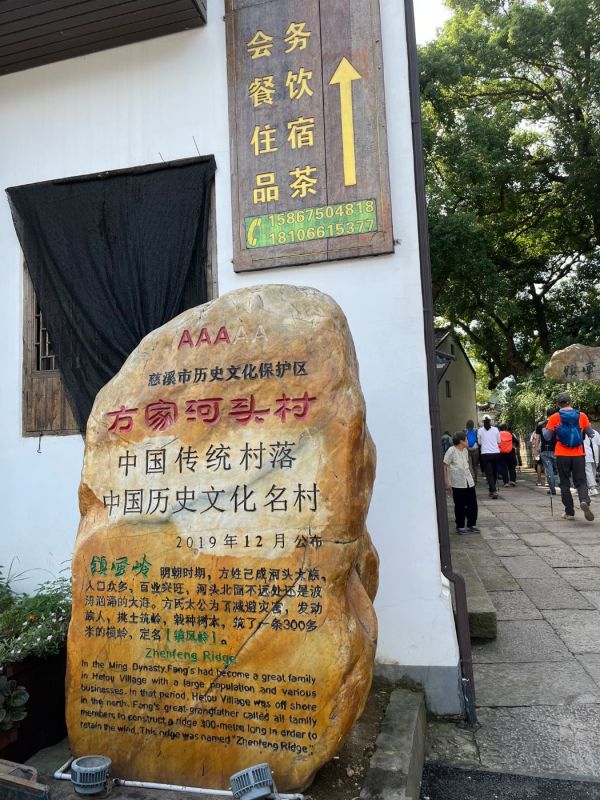 会务
餐饮
住宿
品茶
15867504818
18106615377
AAAAA
慈溪市历史文化保护区
方家河头村
中国传统村落
中国历史文化名村
2019年12月公布
鎮風岭 明朝时期，方姓已成河头大族，
人口众多，百业兴旺，河头北面不远处还是波
涛汹涌的大海。方氏太公为了减避灾害，发动
族人，挑土筑岭，栽种树木，筑了一条300多
米的横岭，定名【镇风岭】。
Zhenfeng Ridge
In the Ming Dynasty,Fang's had become a great family
in Hetou Village with a large population and various
businesses. In that period, Hetou Village was off shore
in the north. Fang's great-grandfather called all family
members to construct a ridge 300-metre long in order to
retain the wind. This ridge was named "Zhenfeng Ridge".